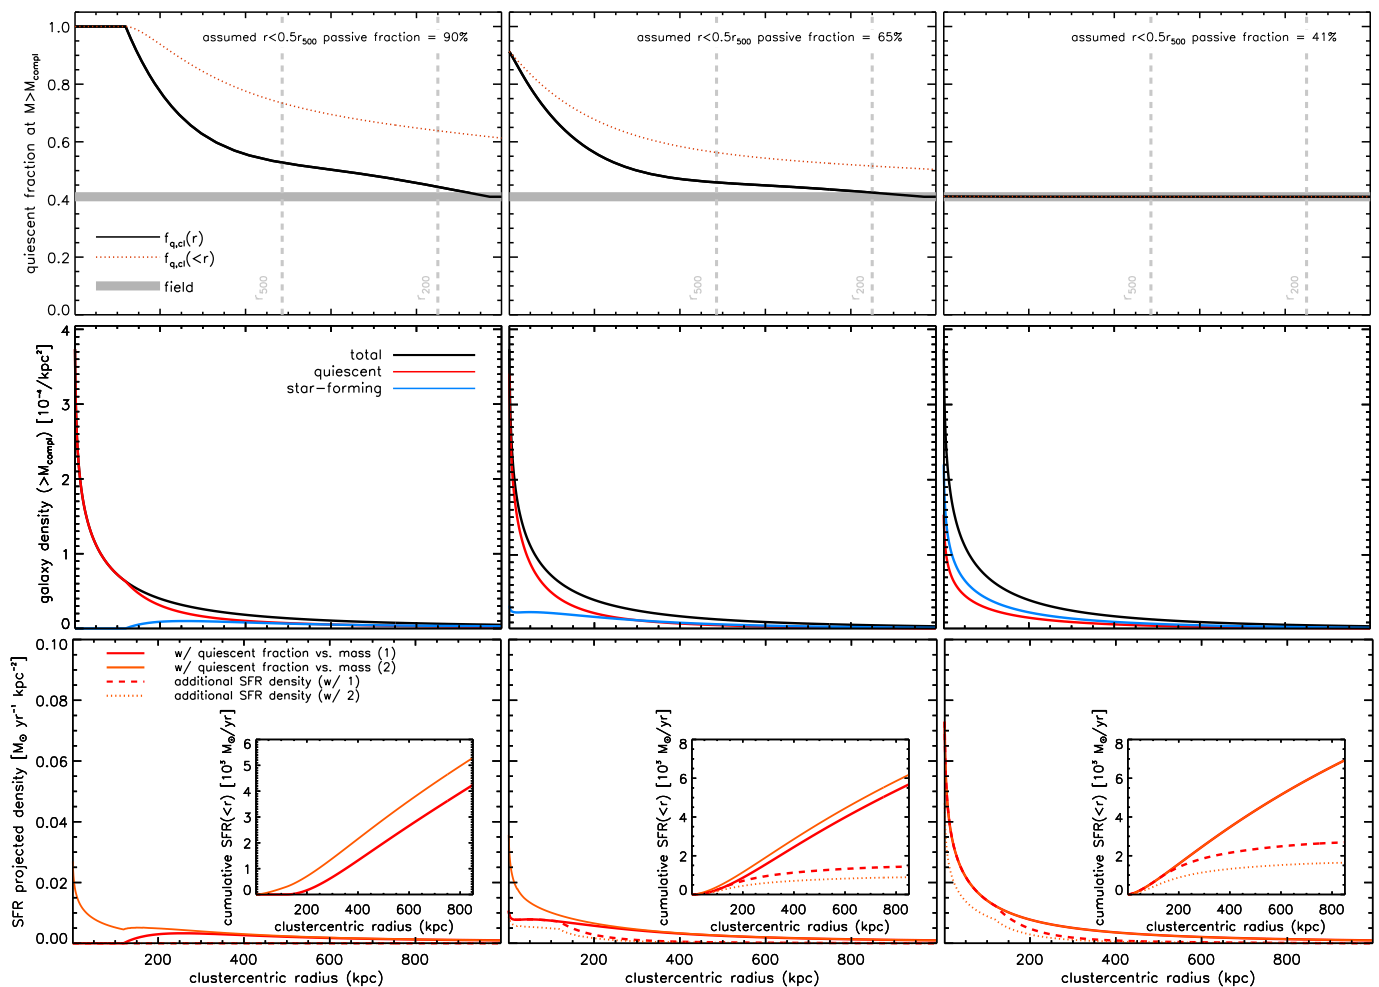 assumed r<0.5r500 passive fraction = 90%
assumed r<0.5r500 passive fraction = 65%
assumed r<0.5r500 passive fraction = 41%
quiescent fraction at M>Mcompl
1.0
0.8
0.6
0.4
0.2
0.0
fq,cl(r)
fq,cl(<r)
field
r500
r200
r500
r200
r500
r200
galaxy density (>Mcompl) [10⁻⁴/kpc²]
4
3
2
1
0
total
quiescent
star-forming
SFR projected density [M⊙ yr⁻¹ kpc⁻²]
0.10
0.08
0.06
0.04
0.02
0.00
w/ quiescent fraction vs. mass (1)
w/ quiescent fraction vs. mass (2)
additional SFR density (w/ 1)
additional SFR density (w/ 2)
cumulative SFR(<r) [10³ M⊙/yr]
6
5
4
3
2
1
0
200 400 600 800
clustercentric radius (kpc)
cumulative SFR(<r) [10³ M⊙/yr]
8
6
4
2
0
200 400 600 800
clustercentric radius (kpc)
cumulative SFR(<r) [10³ M⊙/yr]
8
6
4
2
0
200 400 600 800
clustercentric radius (kpc)
200 400 600 800
200 400 600 800
200 400 600 800
clustercentric radius (kpc)
clustercentric radius (kpc)
clustercentric radius (kpc)